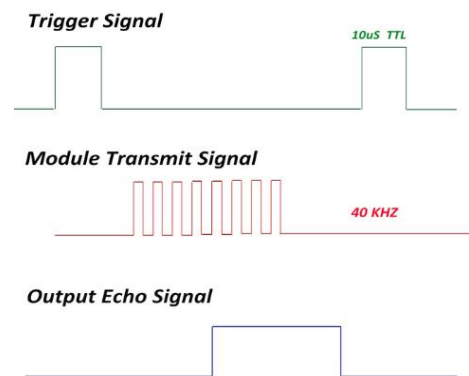 Trigger Signal
10uS TTL
Module Transmit Signal
40 KHZ
Output Echo Signal